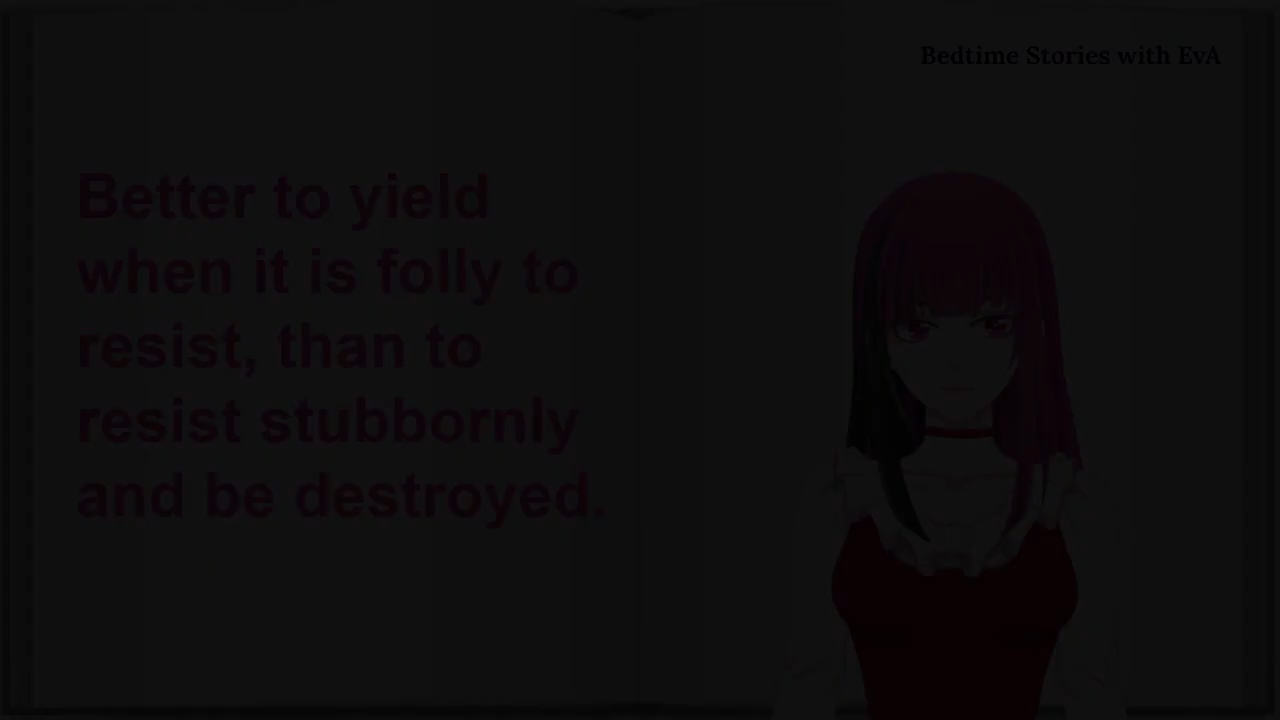 Bedtime Stories with EvA
Better to yield
when it is folly to
resist, than to
resist stubbornly
and be destroyed.